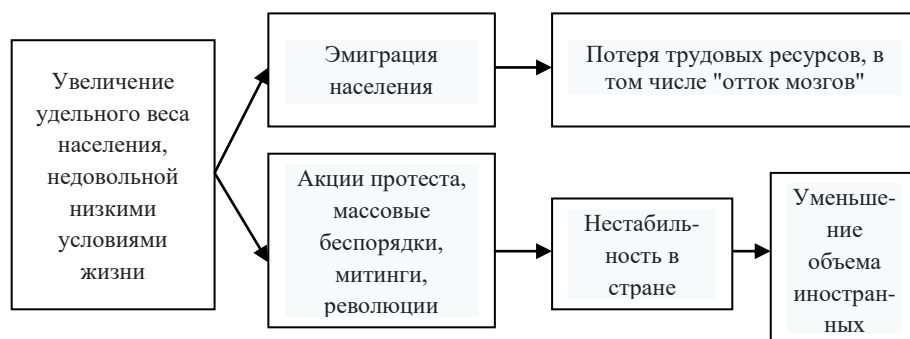 Увеличение
удельного веса
населения,
недовольной
низкими
условиями
жизни
Эмиграция
населения
Потеря трудовых ресурсов, в
том числе "отток мозгов"
Акции протеста,
массовые
беспорядки,
митинги,
революции
Нестабиль-
ность в
стране
Уменьше-
ние
объема
иностран-
ных